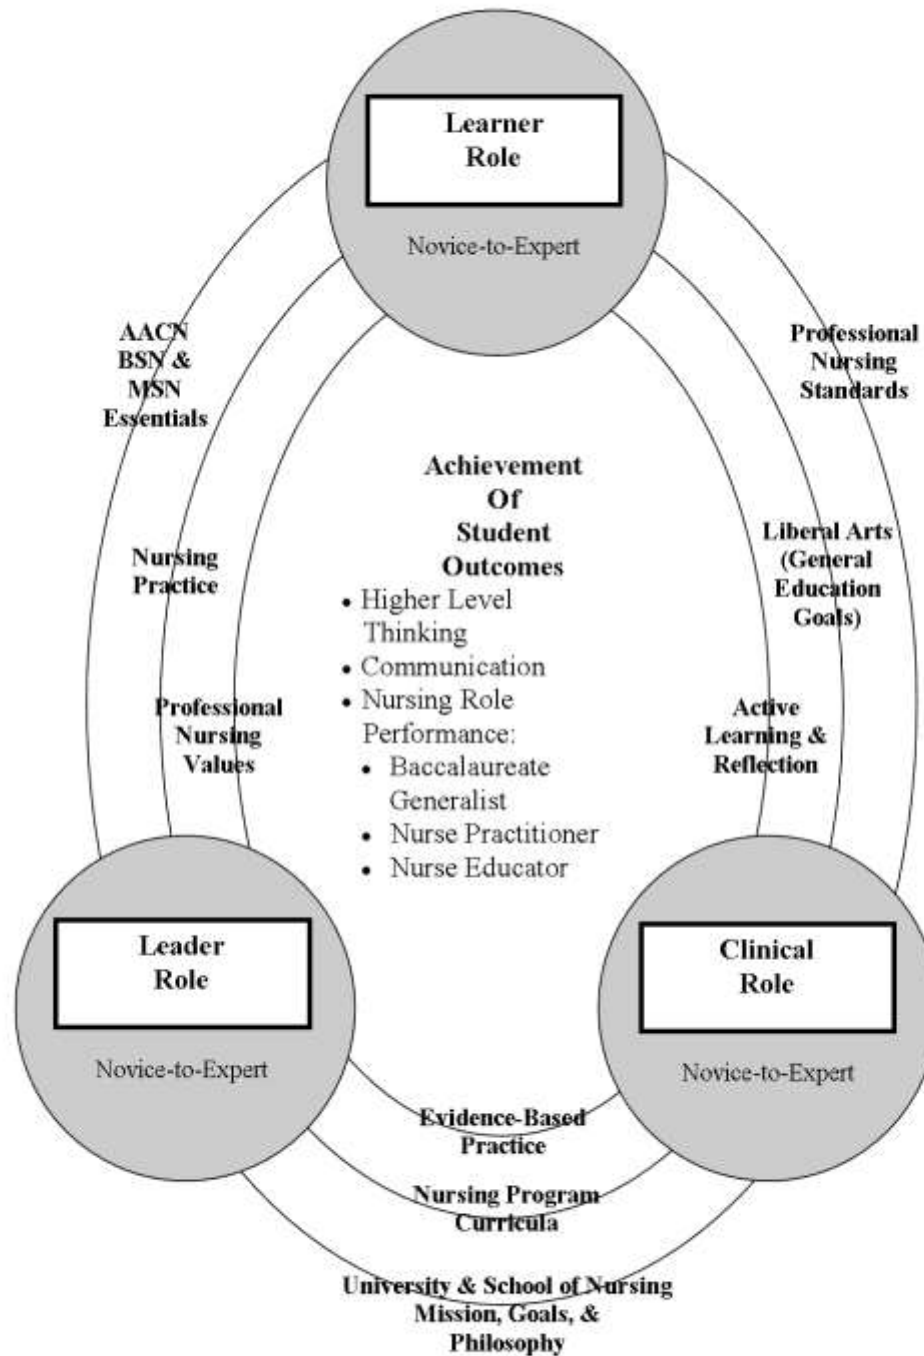 Learner
Role
Novice-to-Expert
AACN
BSN &
MSN
Essentials
Professional
Nursing
Standards
Achievement
Of
Student
Outcomes
• Higher Level
Thinking
• Communication
• Nursing Role
Performance:
• Baccalaureate
Generalist
• Nurse Practitioner
• Nurse Educator
Nursing
Practice
Liberal Arts
(General
Education
Goals)
Professional
Nursing
Values
Active
Learning &
Reflection
Leader
Role
Novice-to-Expert
Clinical
Role
Novice-to-Expert
Evidence-Based
Practice
Nursing Program
Curricula
University & School of Nursing
Mission, Goals, &
Philosophy